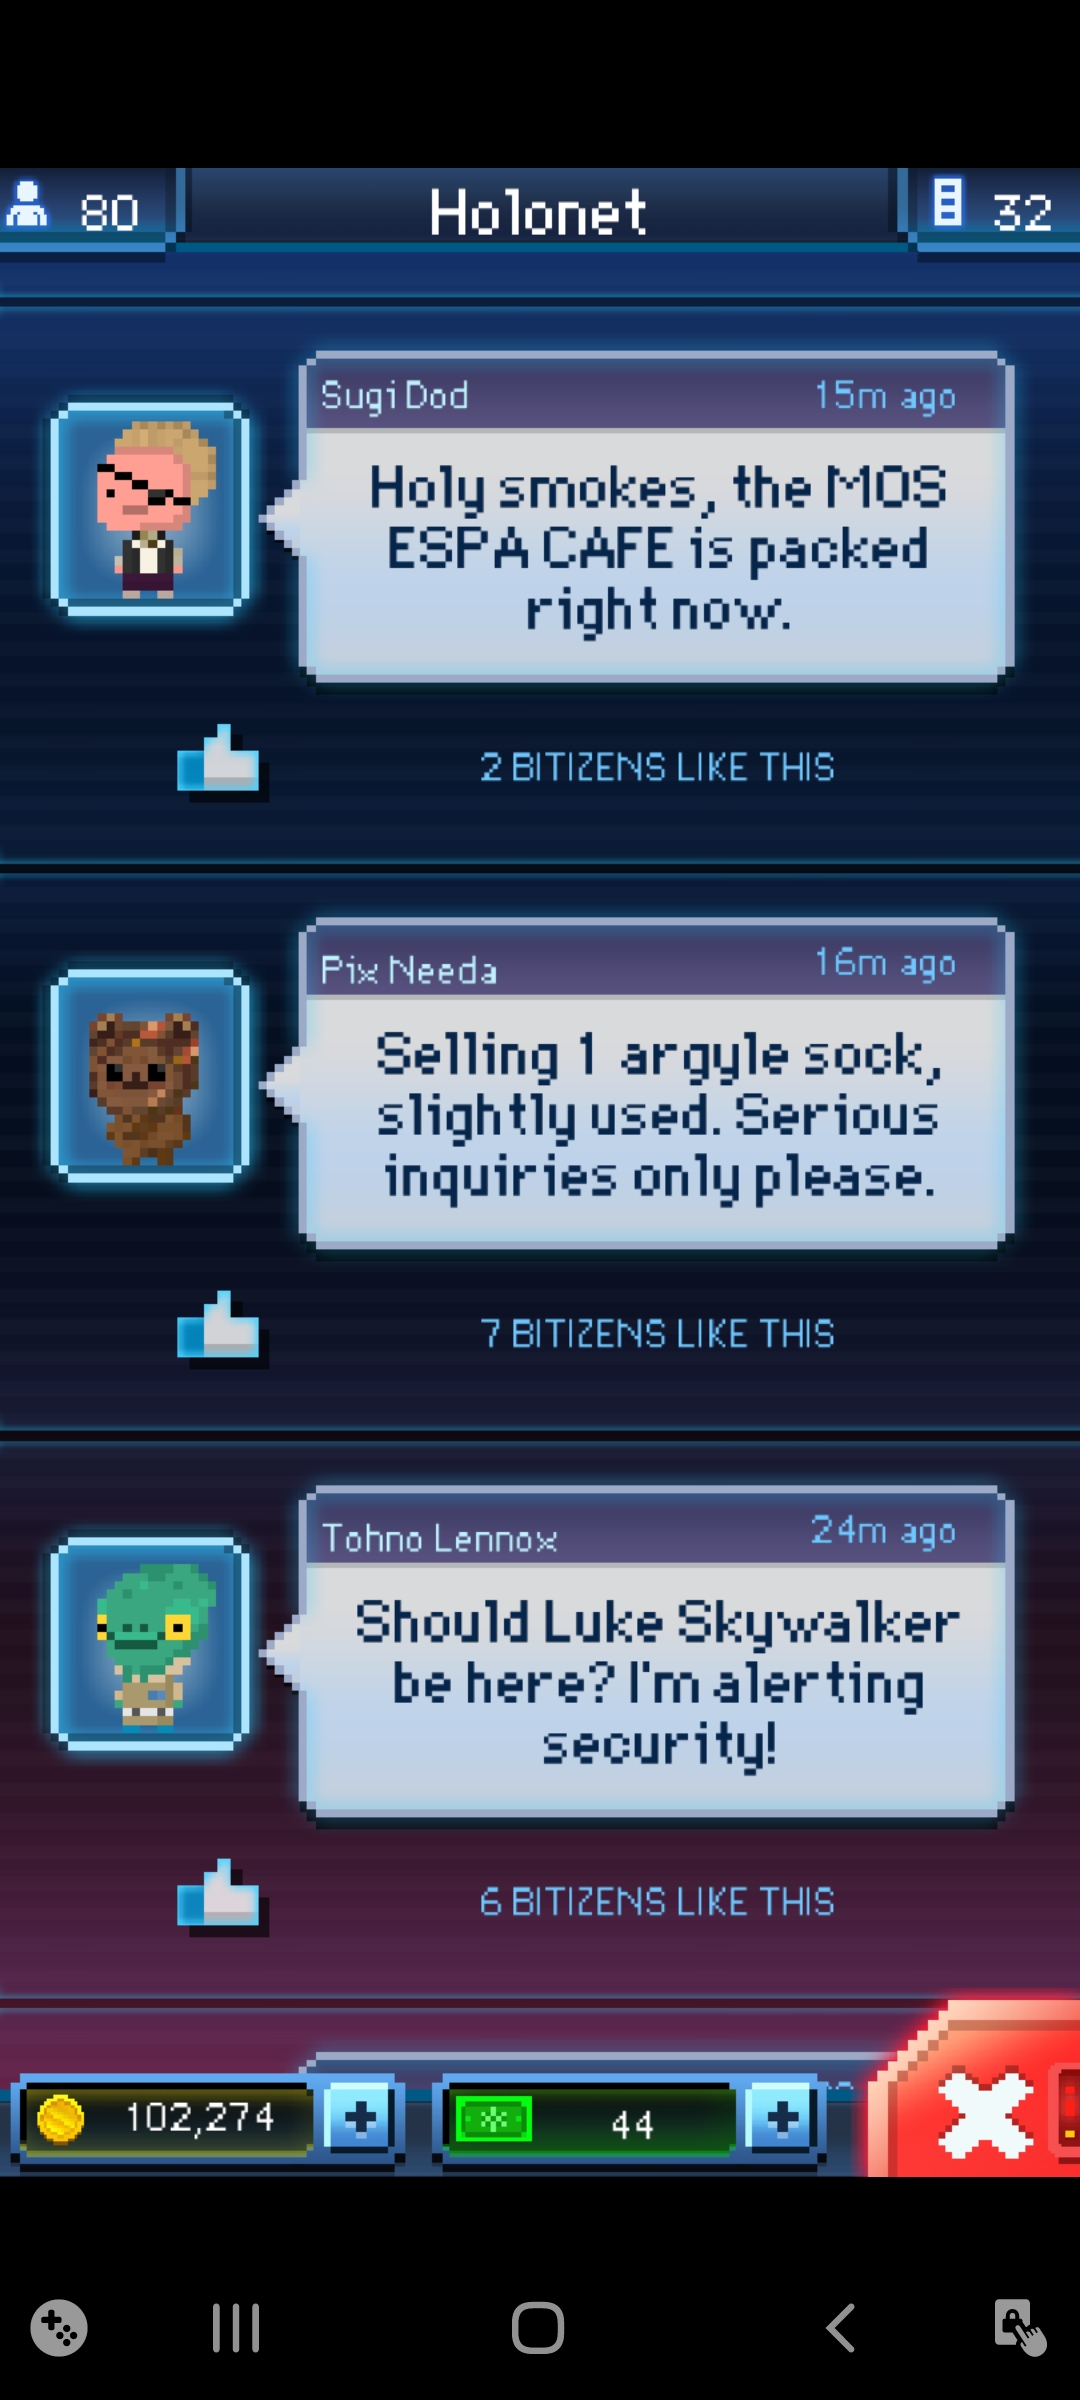 80
Holonet
32
Sugi Dod
15m ago
Holy smokes, the MOS
ESPA CAFE is packed
right now.
2 BITIZENS LIKE THIS
Pix Needa
16m ago
Selling 1 argyle sock,
slightly used. Serious
inquiries only please.
7 BITIZENS LIKE THIS
Tohno Lennox
24m ago
Should Luke Skywalker
be here? I'm alerting
security!
6 BITIZENS LIKE THIS
102,274
44